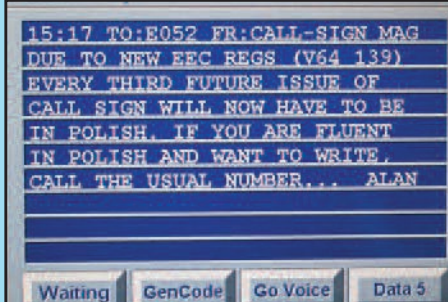 15:17 TO:E052 FR:CALL-SIGN MAG
DUE TO NEW EEC REGS (V64 139)
EVERY THIRD FUTURE ISSUE OF
CALL SIGN WILL NOW HAVE TO BE
IN POLISH. IF YOU ARE FLUENT
IN POLISH AND WANT TO WRITE,
CALL THE USUAL NUMBER... ALAN
Waiting GenCode Go Voice Data 5